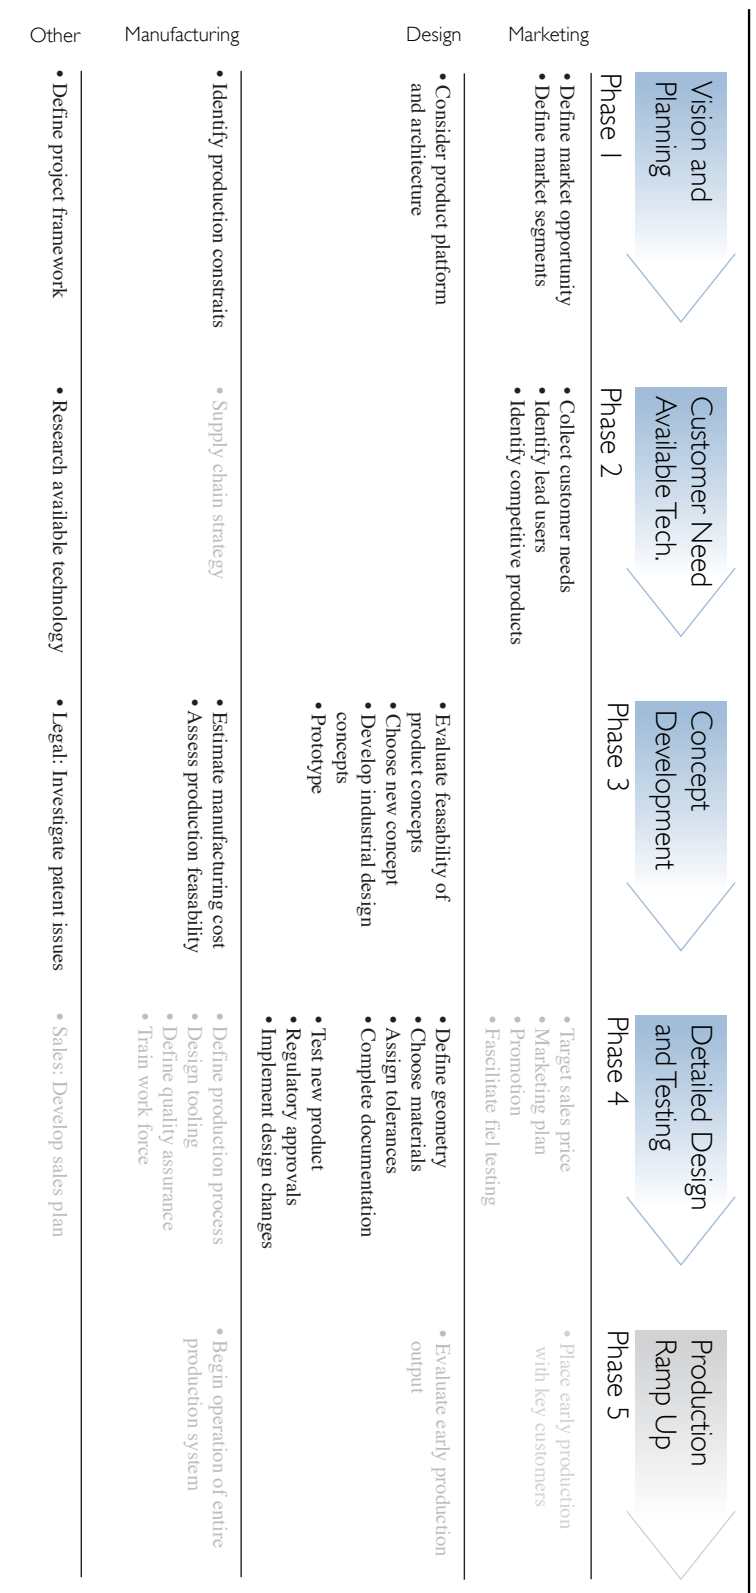 Vision and
Planning
Phase 1
Customer Need
Available Tech.
Phase 2
Concept
Development
Phase 3
Detailed Design
and Testing
Phase 4
Production
Ramp Up
Phase 5
Marketing
• Define market opportunity
• Define market segments
• Collect customer needs
• Identify lead users
• Identify competitive products
• Target sales price
• Marketing plan
• Promotion
• Fascilitate fiel testing
• Place early production
with key customers
Design
• Consider product platform
and architecture
• Evaluate feasability of
product concepts
• Choose new concept
• Develop industrial design
concepts
• Prototype
• Define geometry
• Choose materials
• Assign tolerances
• Complete documentation
• Test new product
• Regulatory approvals
• Implement design changes
• Evaluate early production
output
Manufacturing
• Identify production constraits
• Supply chain strategy
• Estimate manufacturing cost
• Assess production feasability
• Define production process
• Design tooling
• Define quality assurance
• Train work force
• Begin operation of entire
production system
Other
• Define project framework
• Research available technology
• Legal: Investigate patent issues
• Sales: Develop sales plan